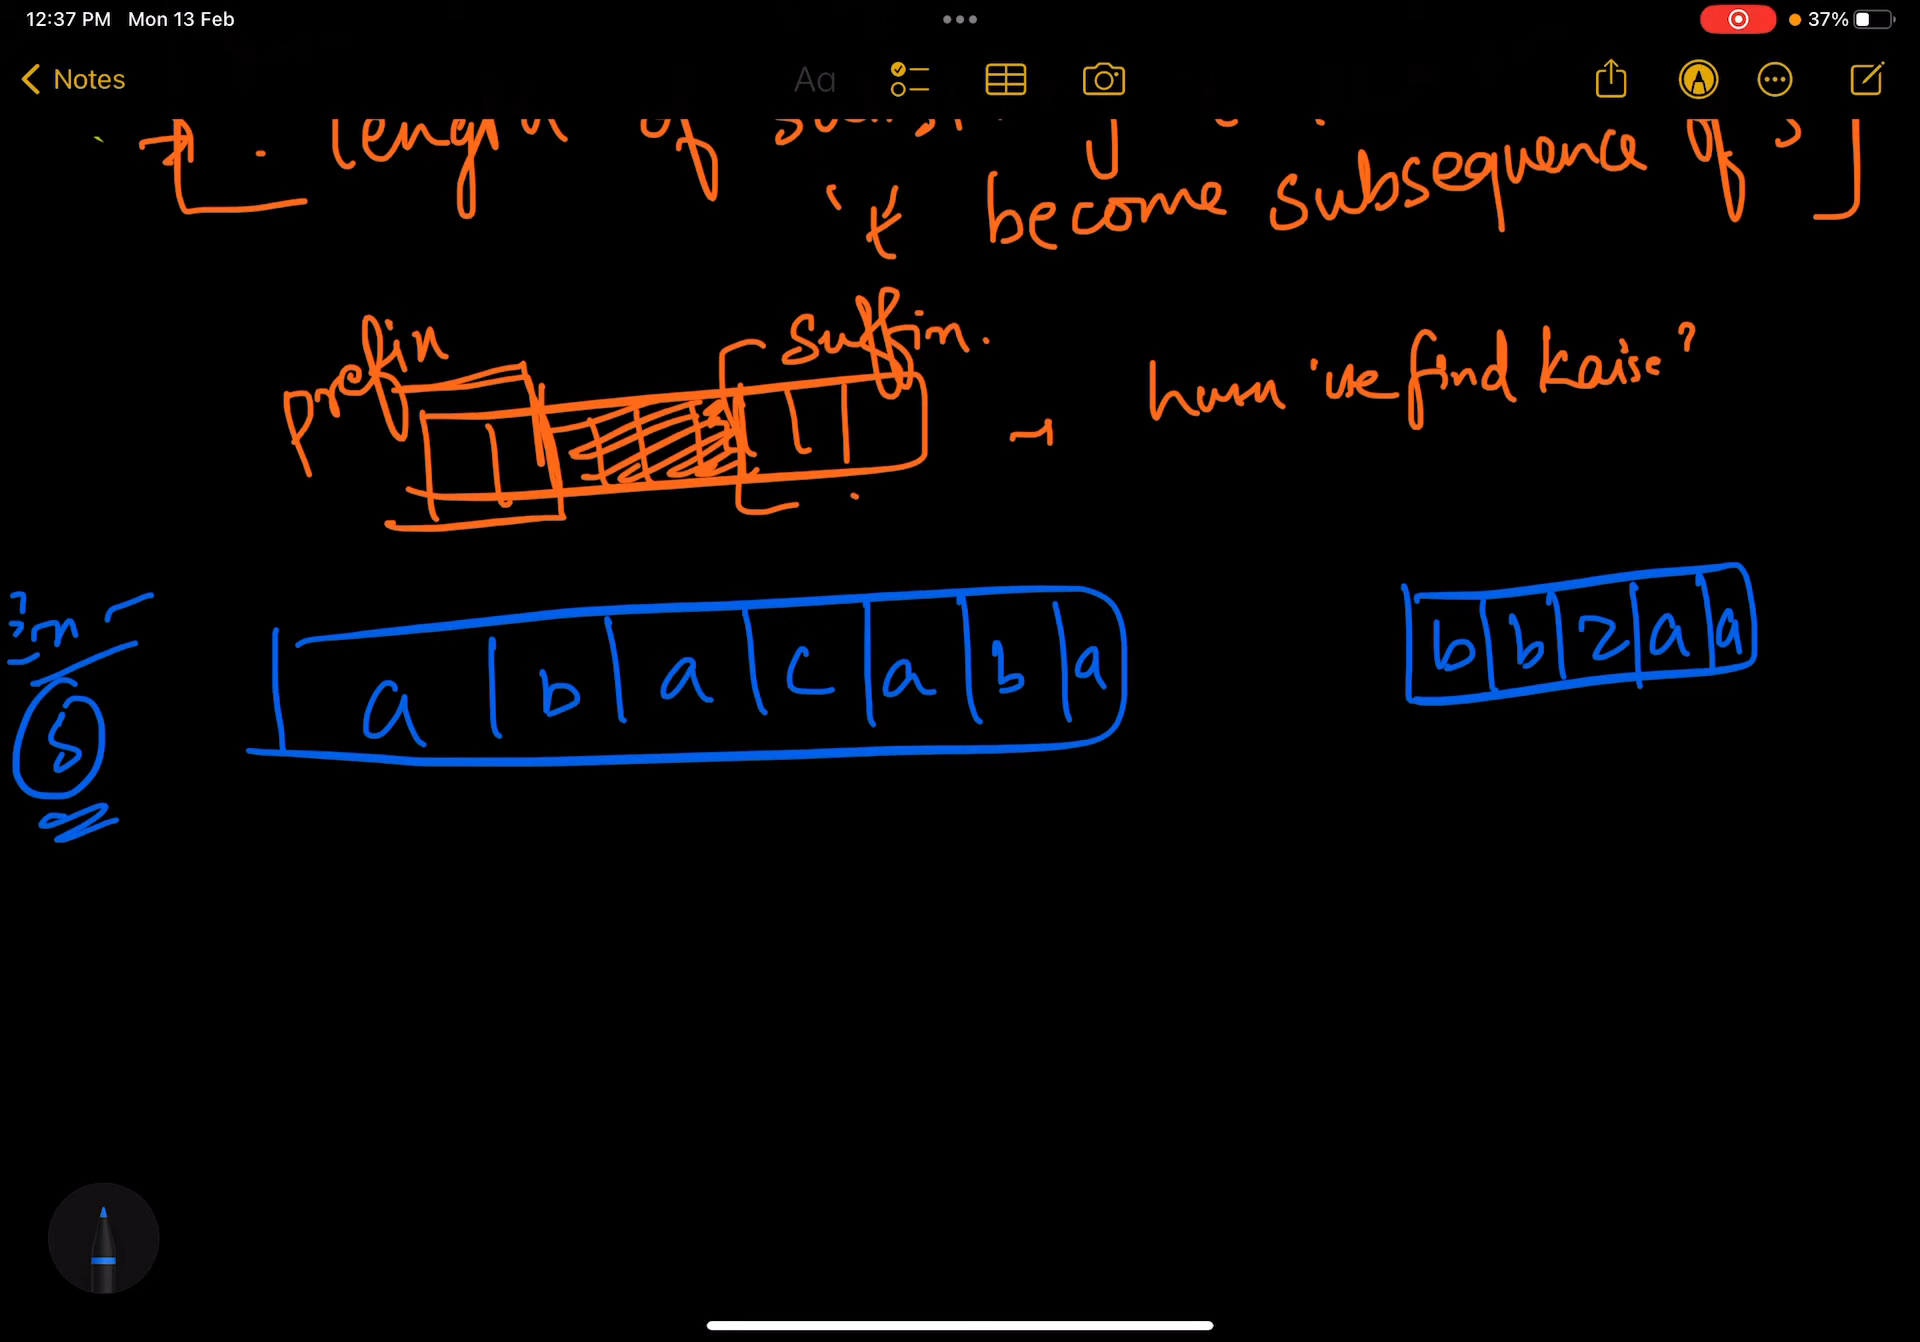 12:37 PM Mon 13 Feb
37%
Notes
Aa
length of
t become subsequence of s
prefix
suffix.
hum use find kaise?
s
a b a c a b a
b b z a a